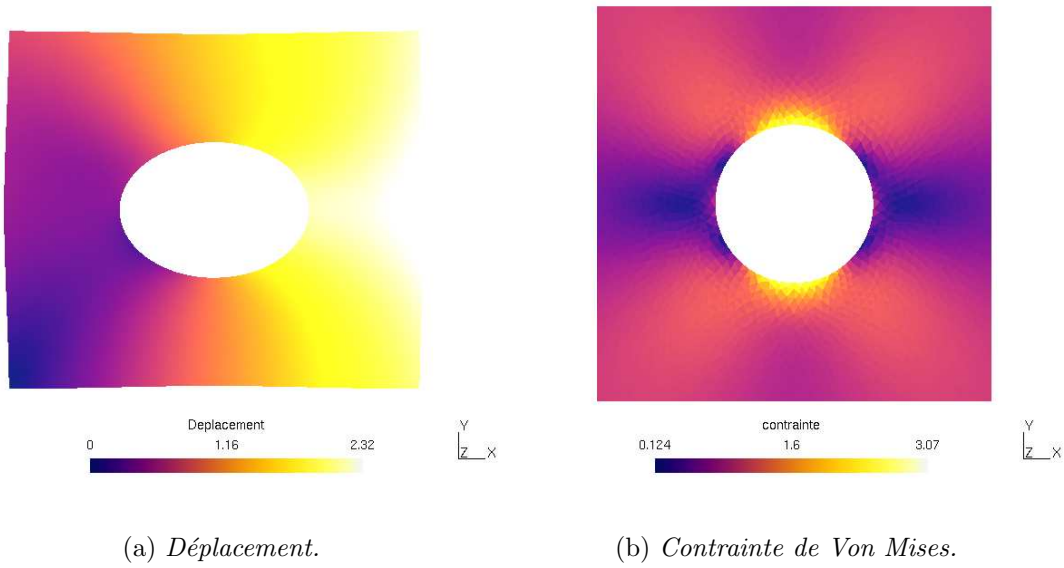 Deplacement
0 1.16 2.32
Y
Z X
(a) Déplacement.
contrainte
0.124 1.6 3.07
Y
Z X
(b) Contrainte de Von Mises.